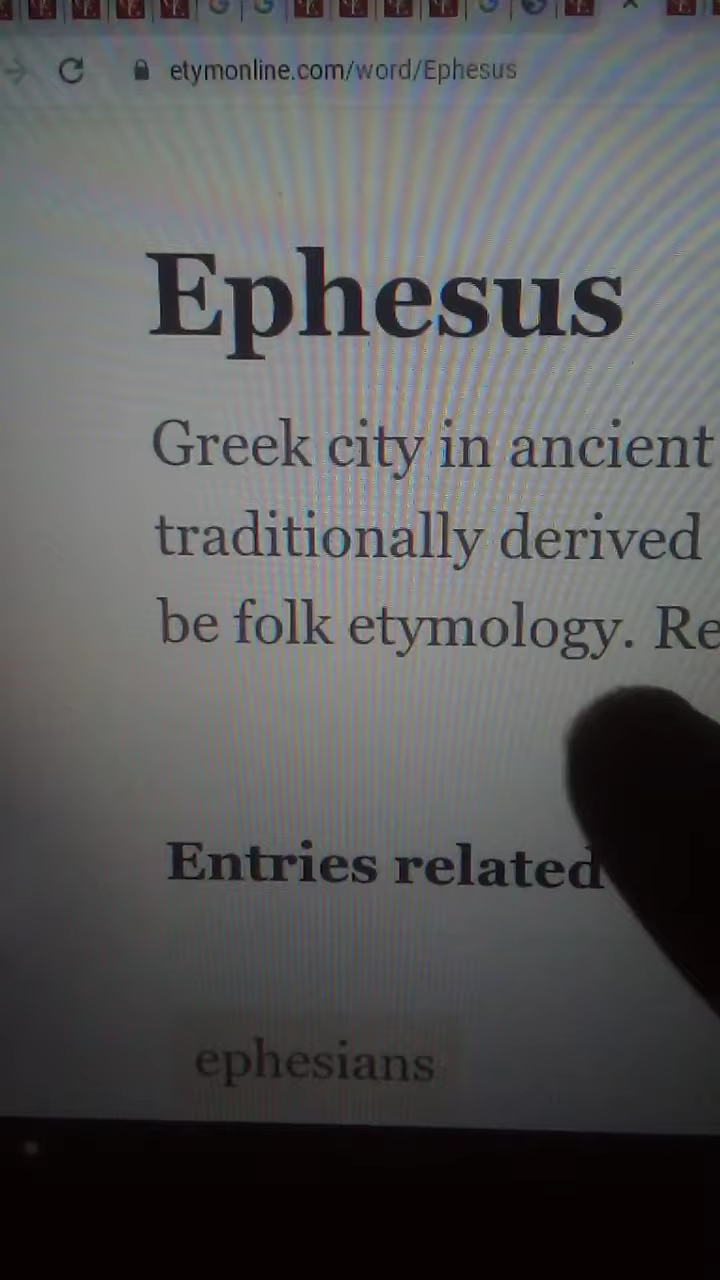 etymonline.com/word/Ephesus
Ephesus
Greek city in ancient
traditionally derived
be folk etymology. Re
Entries related
ephesians